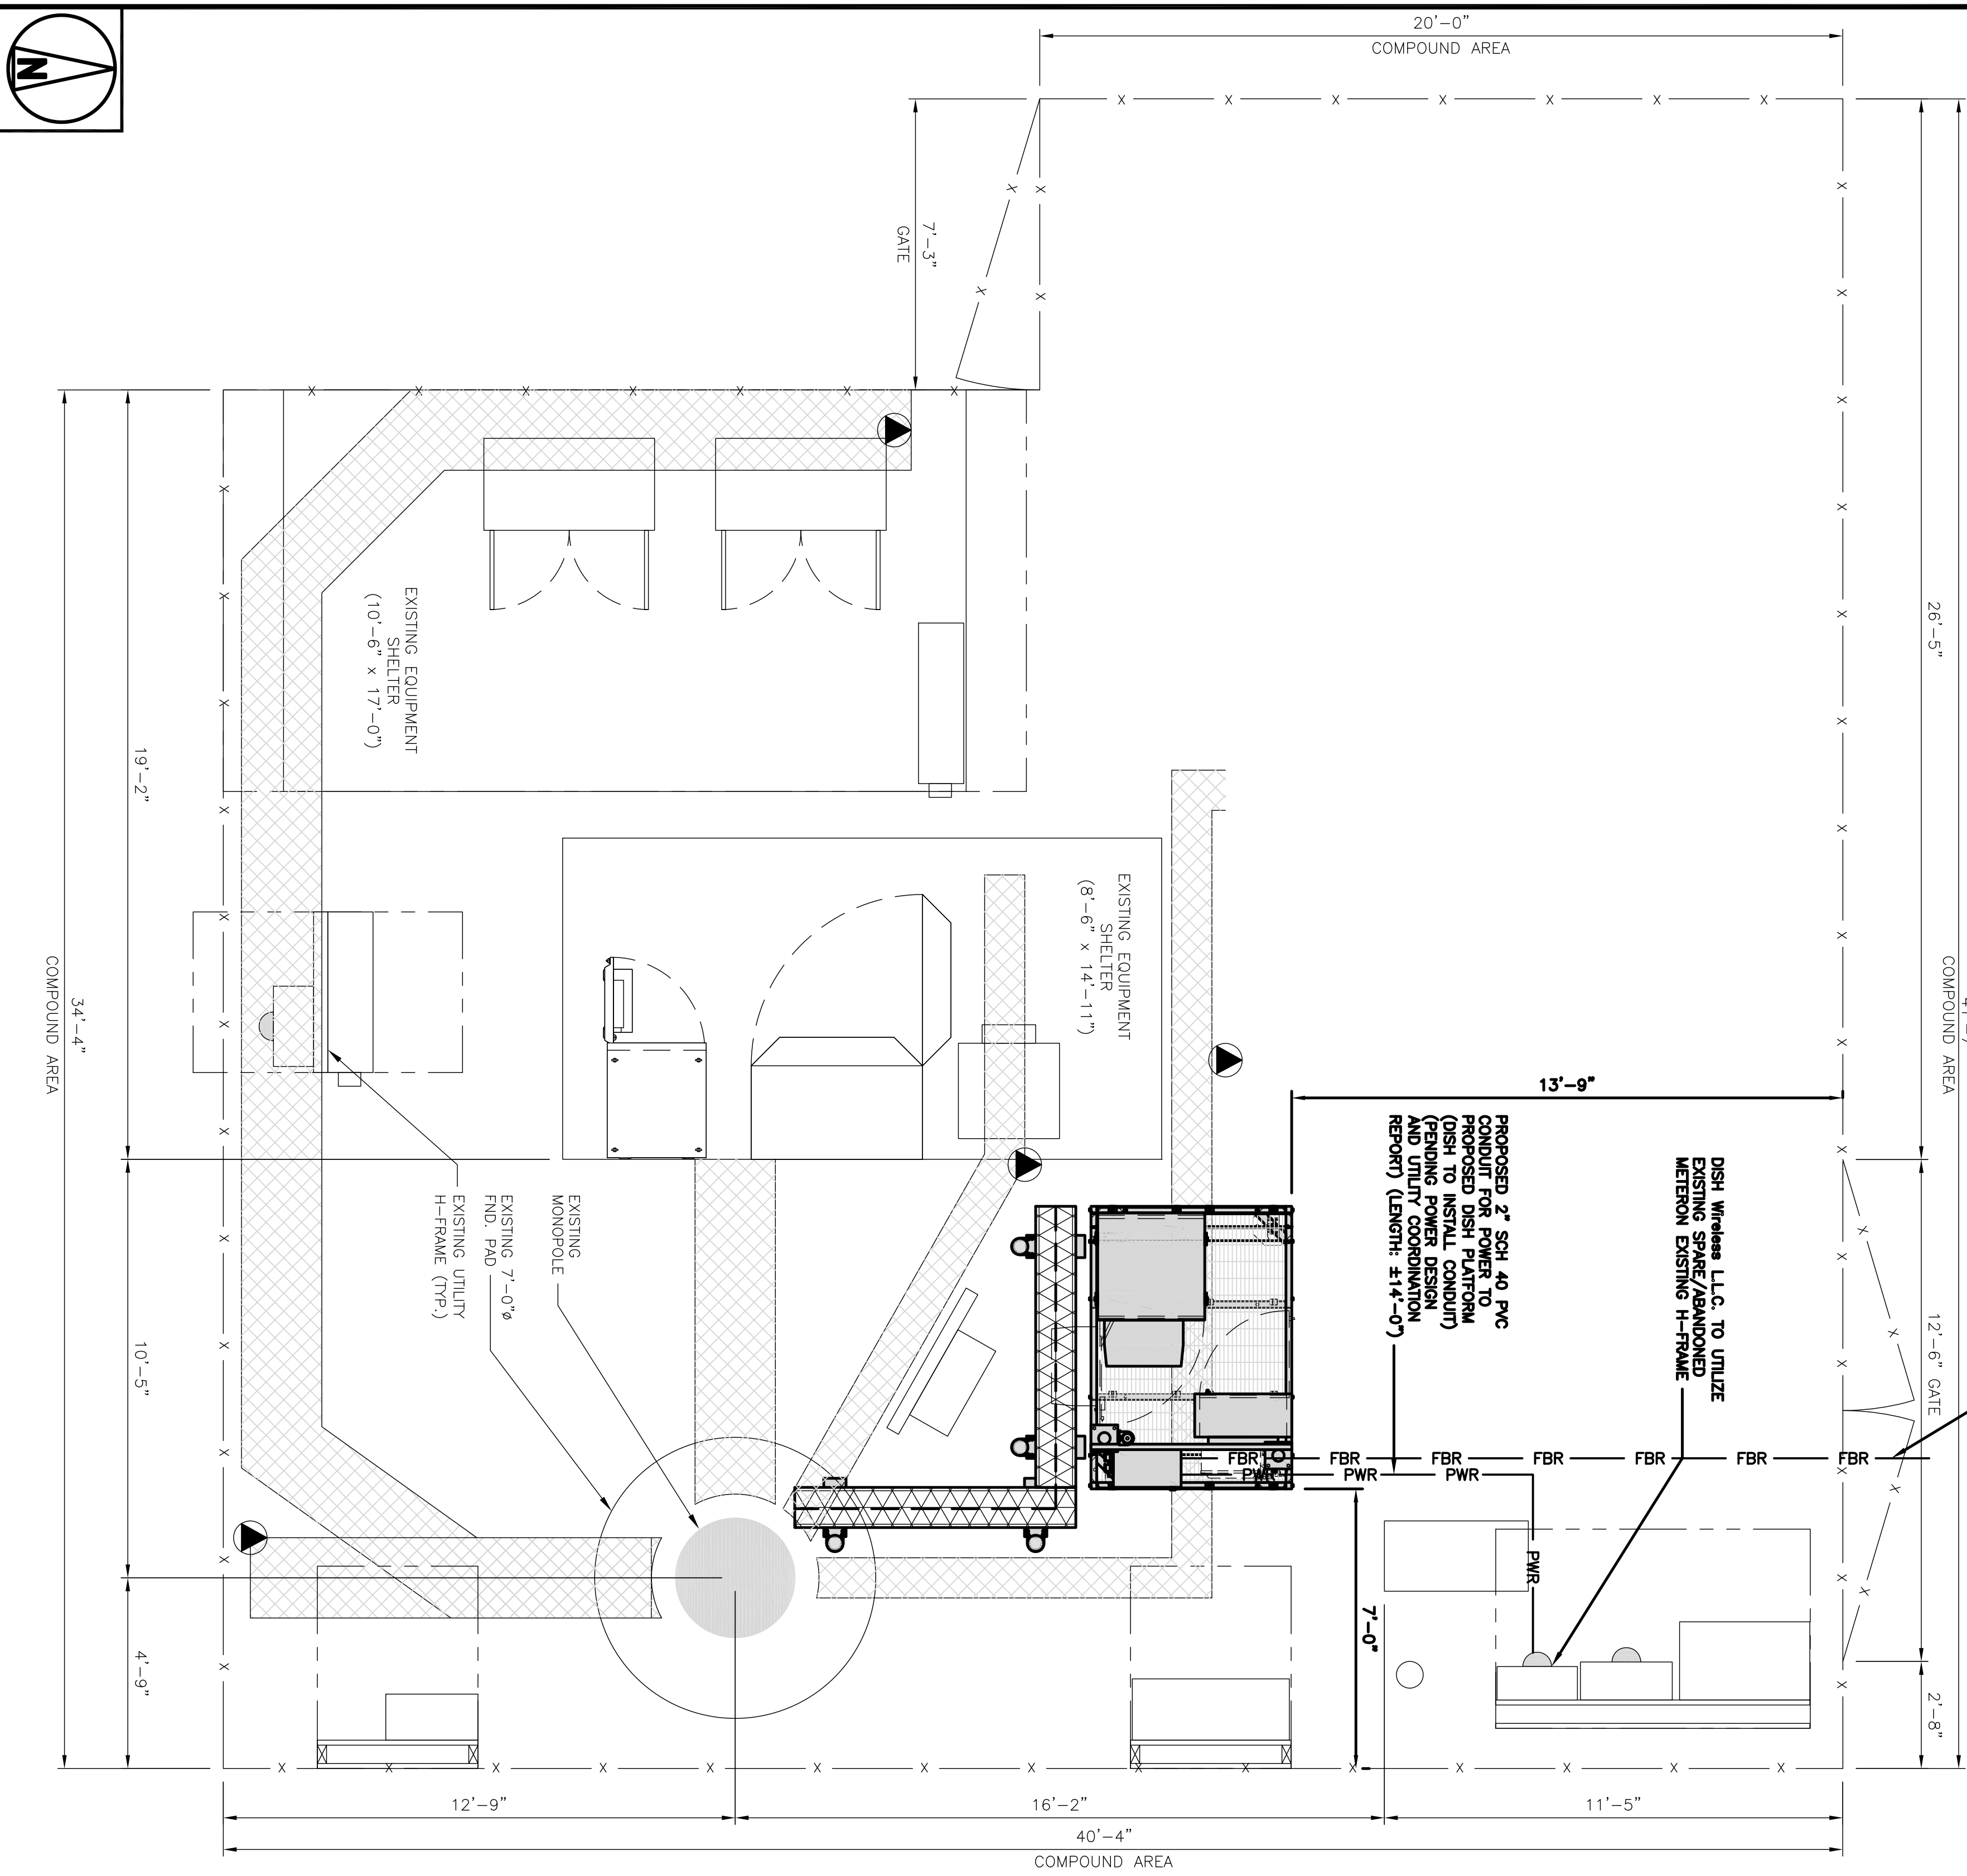 N
20'-0"
COMPOUND AREA
7'-3"
GATE
26'-5"
COMPOUND AREA
12'-6" GATE
2'-8"
EXISTING EQUIPMENT
SHELTER
(10'-6" x 17'-0")
EXISTING EQUIPMENT
SHELTER
(8'-6" x 14'-11")
19'-2"
34'-4"
COMPOUND AREA
10'-5"
4'-9"
13'-9"
PROPOSED 2" SCH 40 PVC
CONDUIT FOR POWER TO
PROPOSED DISH PLATFORM
(DISH TO INSTALL CONDUIT)
(PENDING POWER DESIGN
AND UTILITY COORDINATION
REPORT) (LENGTH: ±14'-0")
DISH Wireless L.L.C. TO UTILIZE
EXISTING SPARE/ABANDONED
METERON EXISTING H-FRAME
EXISTING
MONOPOLE
EXISTING 7'-0"ø
FND. PAD
EXISTING UTILITY
H-FRAME (TYP.)
FBR FBR FBR FBR FBR FBR FBR
PWR PWR PWR
PWR
7'-0"
12'-9"
16'-2"
11'-5"
40'-4"
COMPOUND AREA